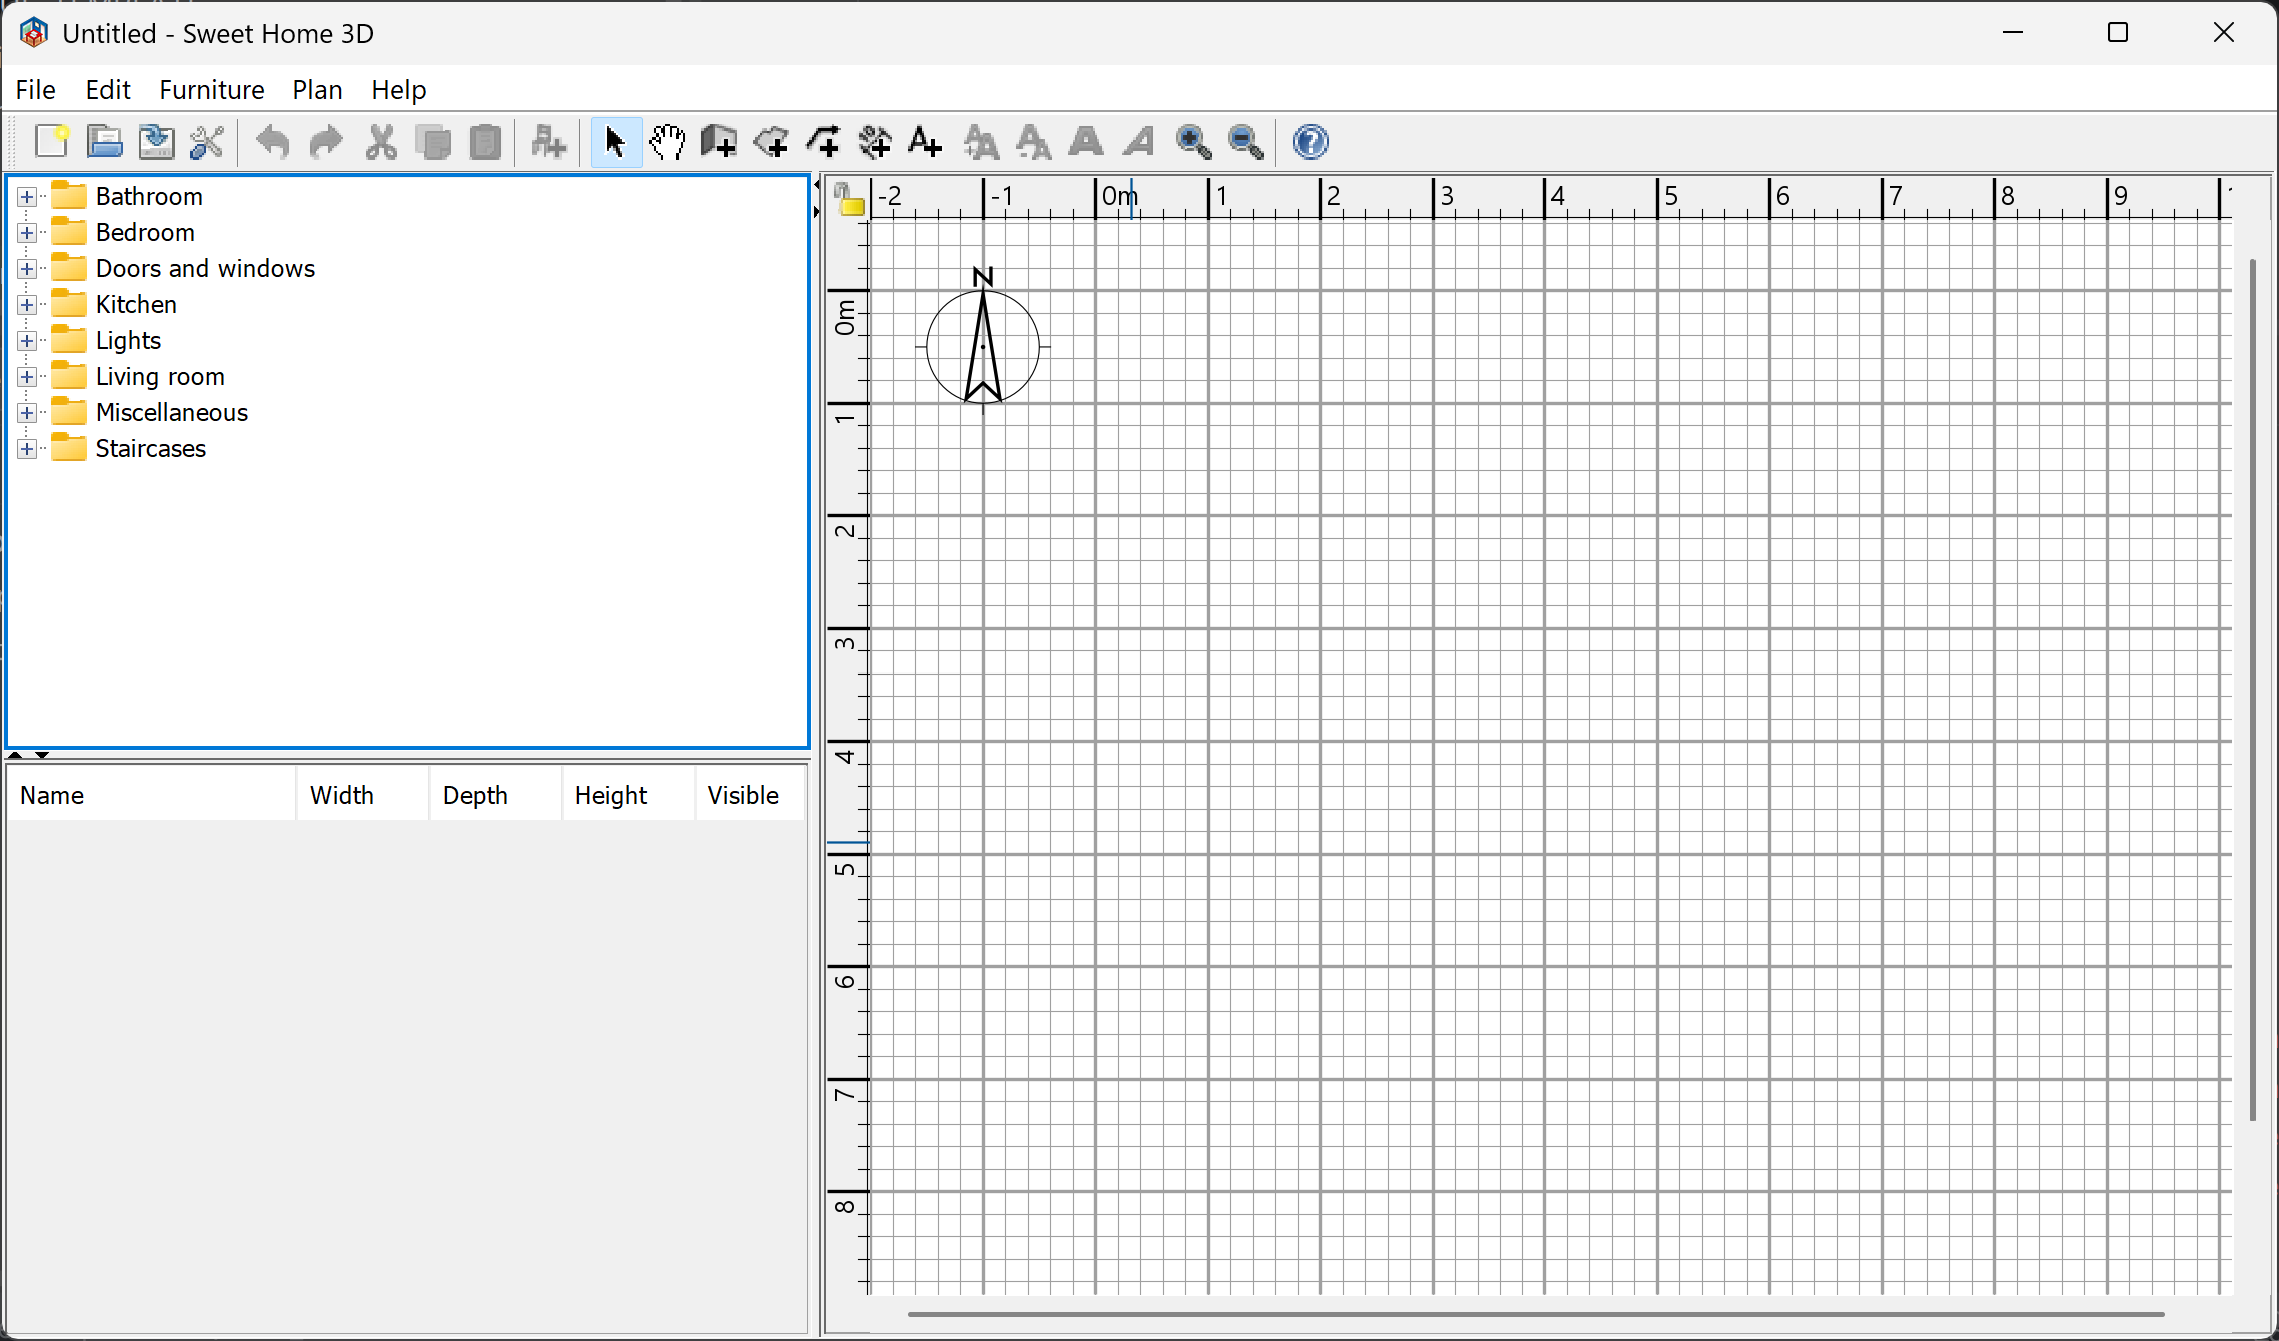 Untitled - Sweet Home 3D
File Edit Furniture Plan Help
Bathroom
Bedroom
Doors and windows
Kitchen
Lights
Living room
Miscellaneous
Staircases
Name Width Depth Height Visible
-2 -1 0m 1 2 3 4 5 6 7 8 9
N
0m
1
2
3
4
5
6
7
8